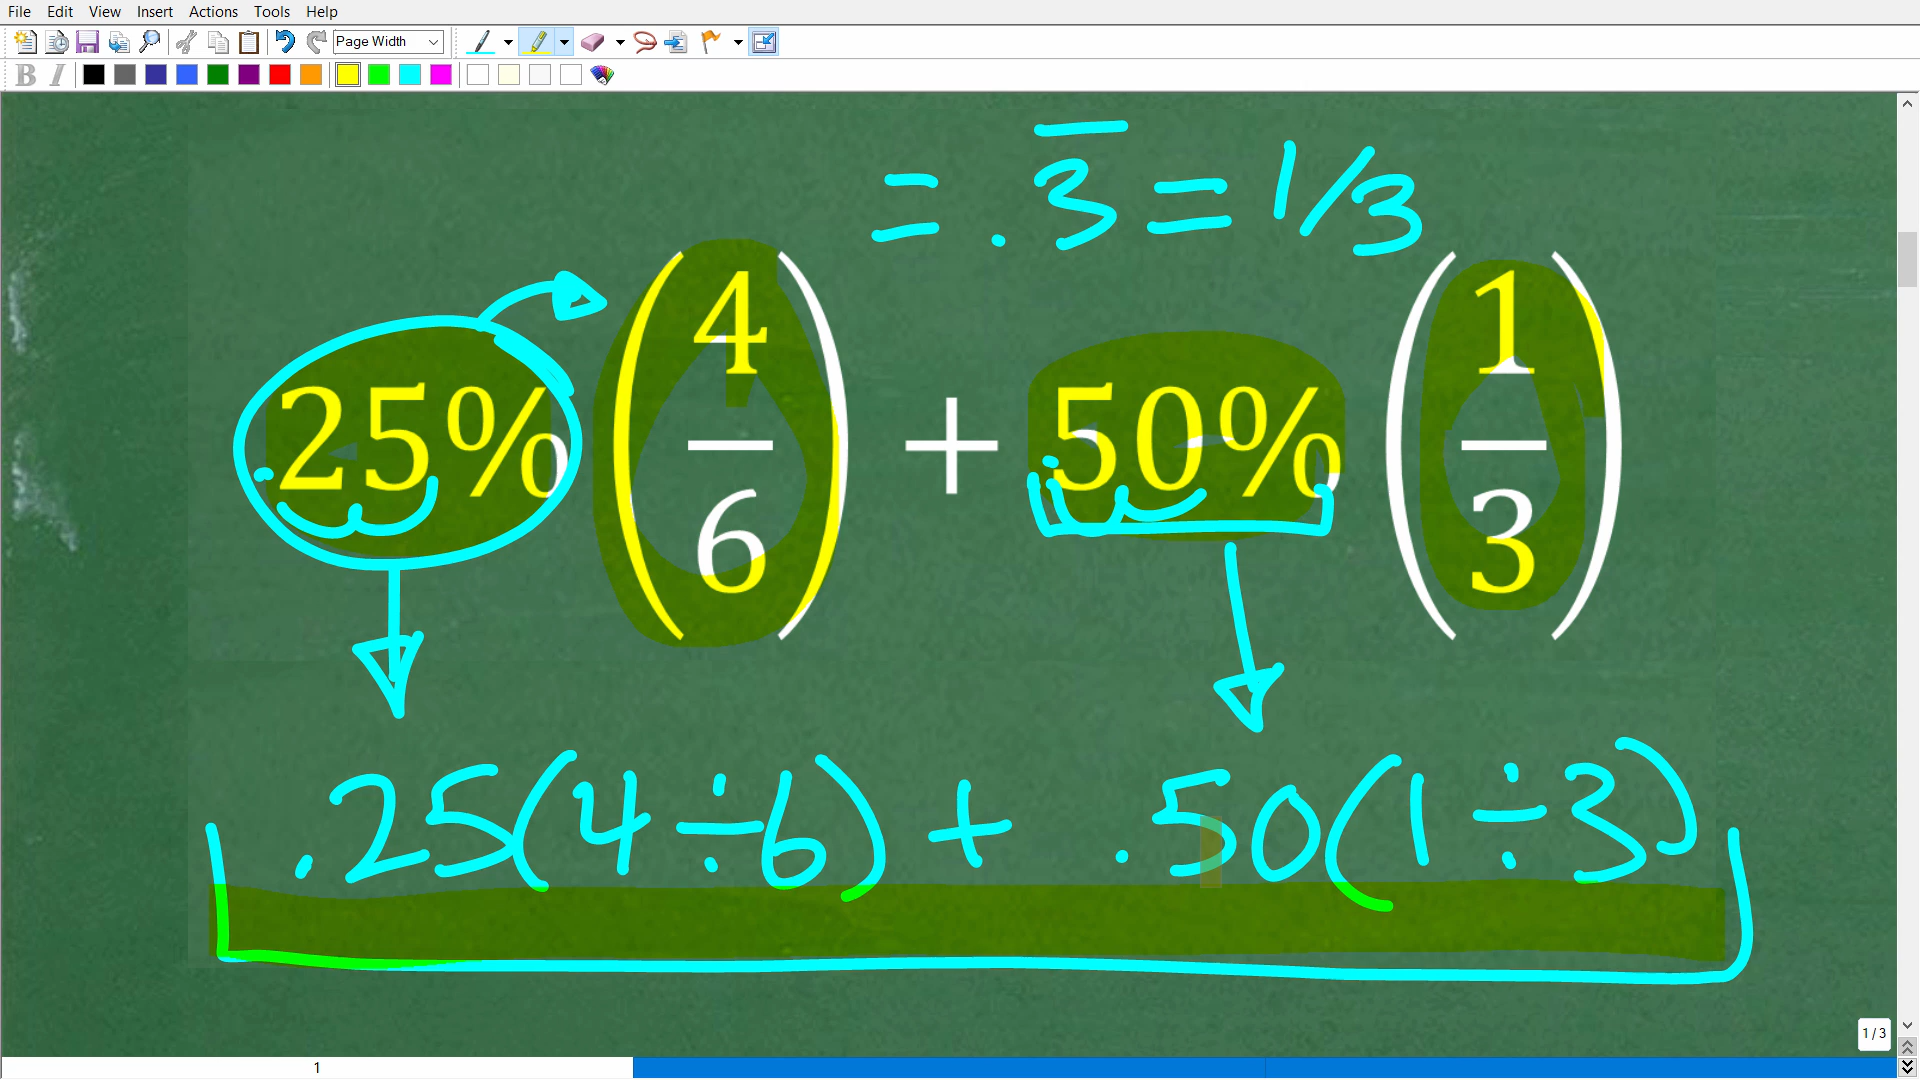 File Edit View Insert Actions Tools Help
Page Width
B I
= .3̅ = 1/3
25% (4/6) + 50% (1/3)
.25(4÷6) + .50(1÷3)
1 / 3
1